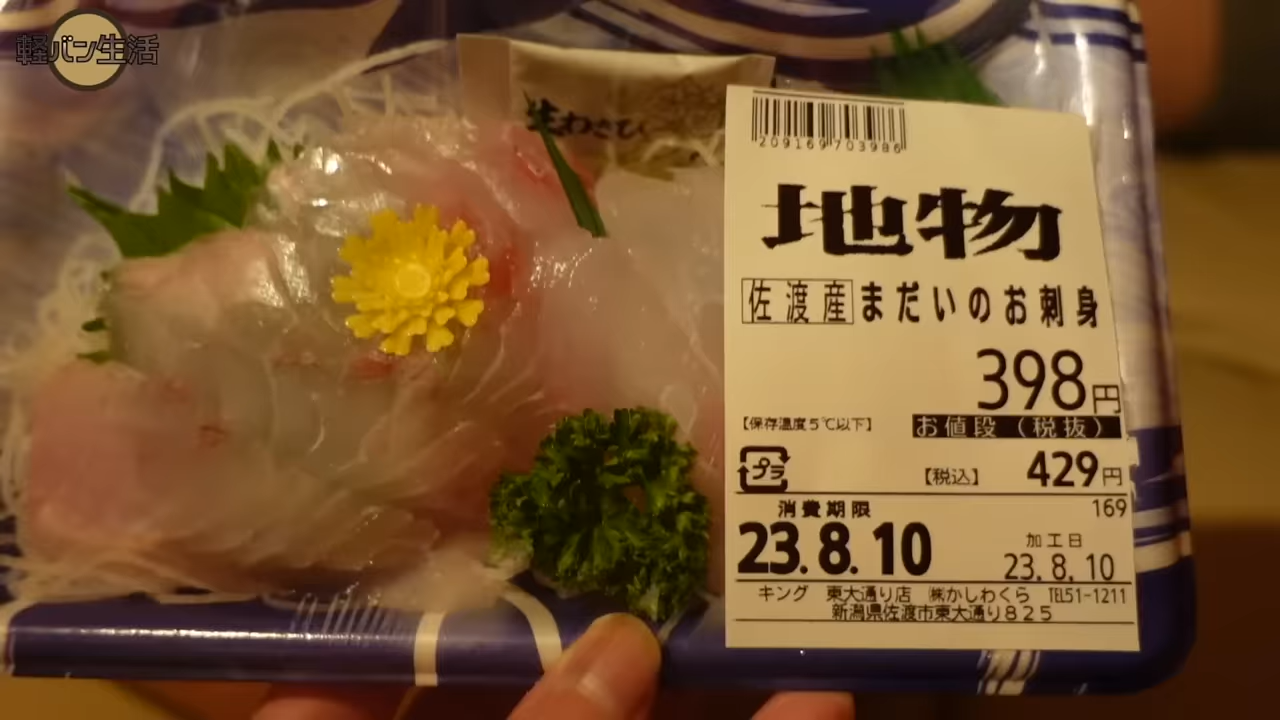 軽バン生活
生わさび
209169703986
地物
佐渡産 まだいのお刺身
398円
【保存温度5℃以下】 お値段(税抜)
プラ 【税込】 429円
消費期限 169
23.8.10
加工日
23.8.10
キング 東大通り店 ㈱かしわくら ℡51-1211
新潟県佐渡市東大通り825